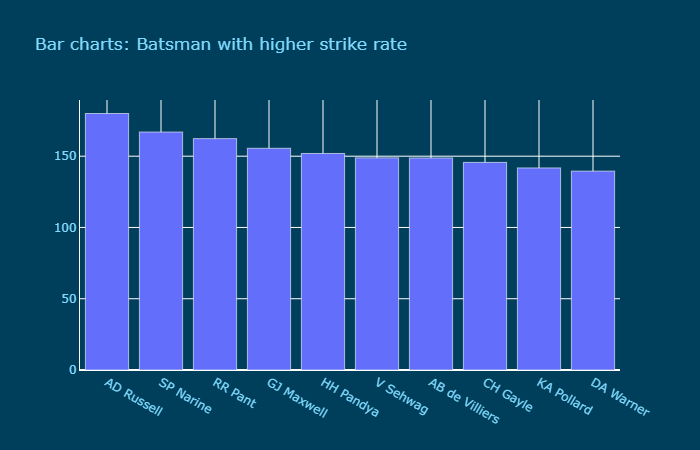 Bar charts: Batsman with higher strike rate
150
100
50
0
AD Russell
SP Narine
RR Pant
GJ Maxwell
HH Pandya
V Sehwag
AB de Villiers
CH Gayle
KA Pollard
DA Warner